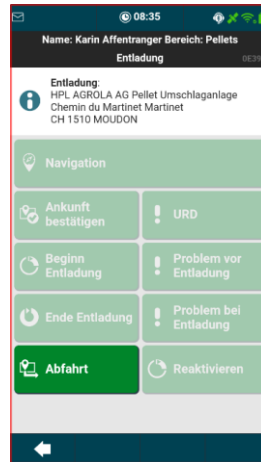 08:35
Name: Karin Affentranger Bereich: Pellets
Entladung
DE39
Entladung:
HPL AGROLA AG Pellet Umschlaganlage
Chemin du Martinet Martinet
CH 1510 MOUDON
Navigation
Ankunft
bestätigen
URD
Beginn
Entladung
Problem vor
Entladung
Ende Entladung
Problem bei
Entladung
Abfahrt
Reaktivieren